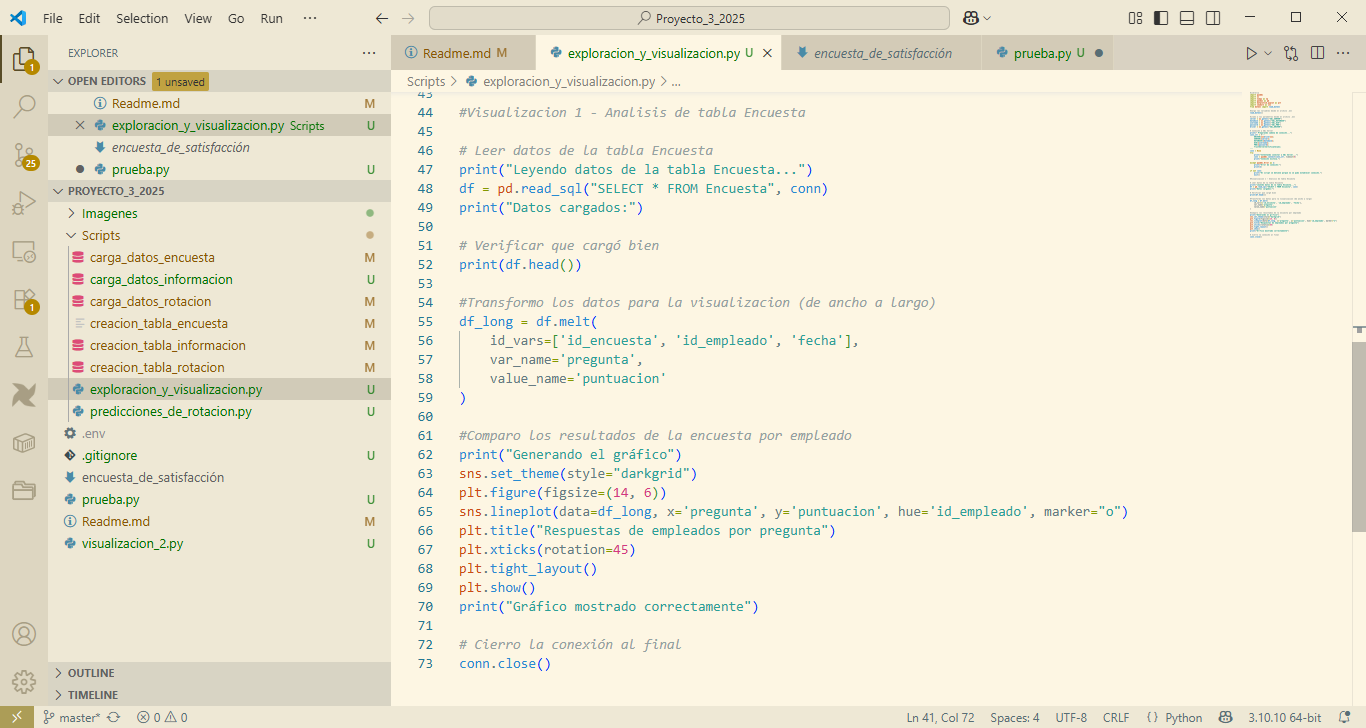 File Edit Selection View Go Run ···
Proyecto_3_2025
EXPLORER
OPEN EDITORS 1 unsaved
Readme.md M
exploracion_y_visualizacion.py Scripts U
encuesta_de_satisfacción
prueba.py U
PROYECTO_3_2025
Imagenes
Scripts
carga_datos_encuesta M
carga_datos_informacion U
carga_datos_rotacion M
creacion_tabla_encuesta M
creacion_tabla_informacion M
creacion_tabla_rotacion M
exploracion_y_visualizacion.py U
predicciones_de_rotacion.py U
.env
.gitignore U
encuesta_de_satisfacción
prueba.py U
Readme.md M
visualizacion_2.py U
OUTLINE
TIMELINE
1
25
1
Readme.md M
exploracion_y_visualizacion.py U
encuesta_de_satisfacción
prueba.py U
Scripts > exploracion_y_visualizacion.py > ...
43
44 #Visualizacion 1 - Analisis de tabla Encuesta
45
46 # Leer datos de la tabla Encuesta
47 print("Leyendo datos de la tabla Encuesta...")
48 df = pd.read_sql("SELECT * FROM Encuesta", conn)
49 print("Datos cargados:")
50
51 # Verificar que cargó bien
52 print(df.head())
53
54 #Transformo los datos para la visualizacion (de ancho a largo)
55 df_long = df.melt(
56 id_vars=['id_encuesta', 'id_empleado', 'fecha'],
57 var_name='pregunta',
58 value_name='puntuacion'
59 )
60
61 #Comparo los resultados de la encuesta por empleado
62 print("Generando el gráfico")
63 sns.set_theme(style="darkgrid")
64 plt.figure(figsize=(14, 6))
65 sns.lineplot(data=df_long, x='pregunta', y='puntuacion', hue='id_empleado', marker="o")
66 plt.title("Respuestas de empleados por pregunta")
67 plt.xticks(rotation=45)
68 plt.tight_layout()
69 plt.show()
70 print("Gráfico mostrado correctamente")
71
72 # Cierro la conexión al final
73 conn.close()
master* 0 0
Ln 41, Col 72 Spaces: 4 UTF-8 CRLF { } Python 3.10.10 64-bit